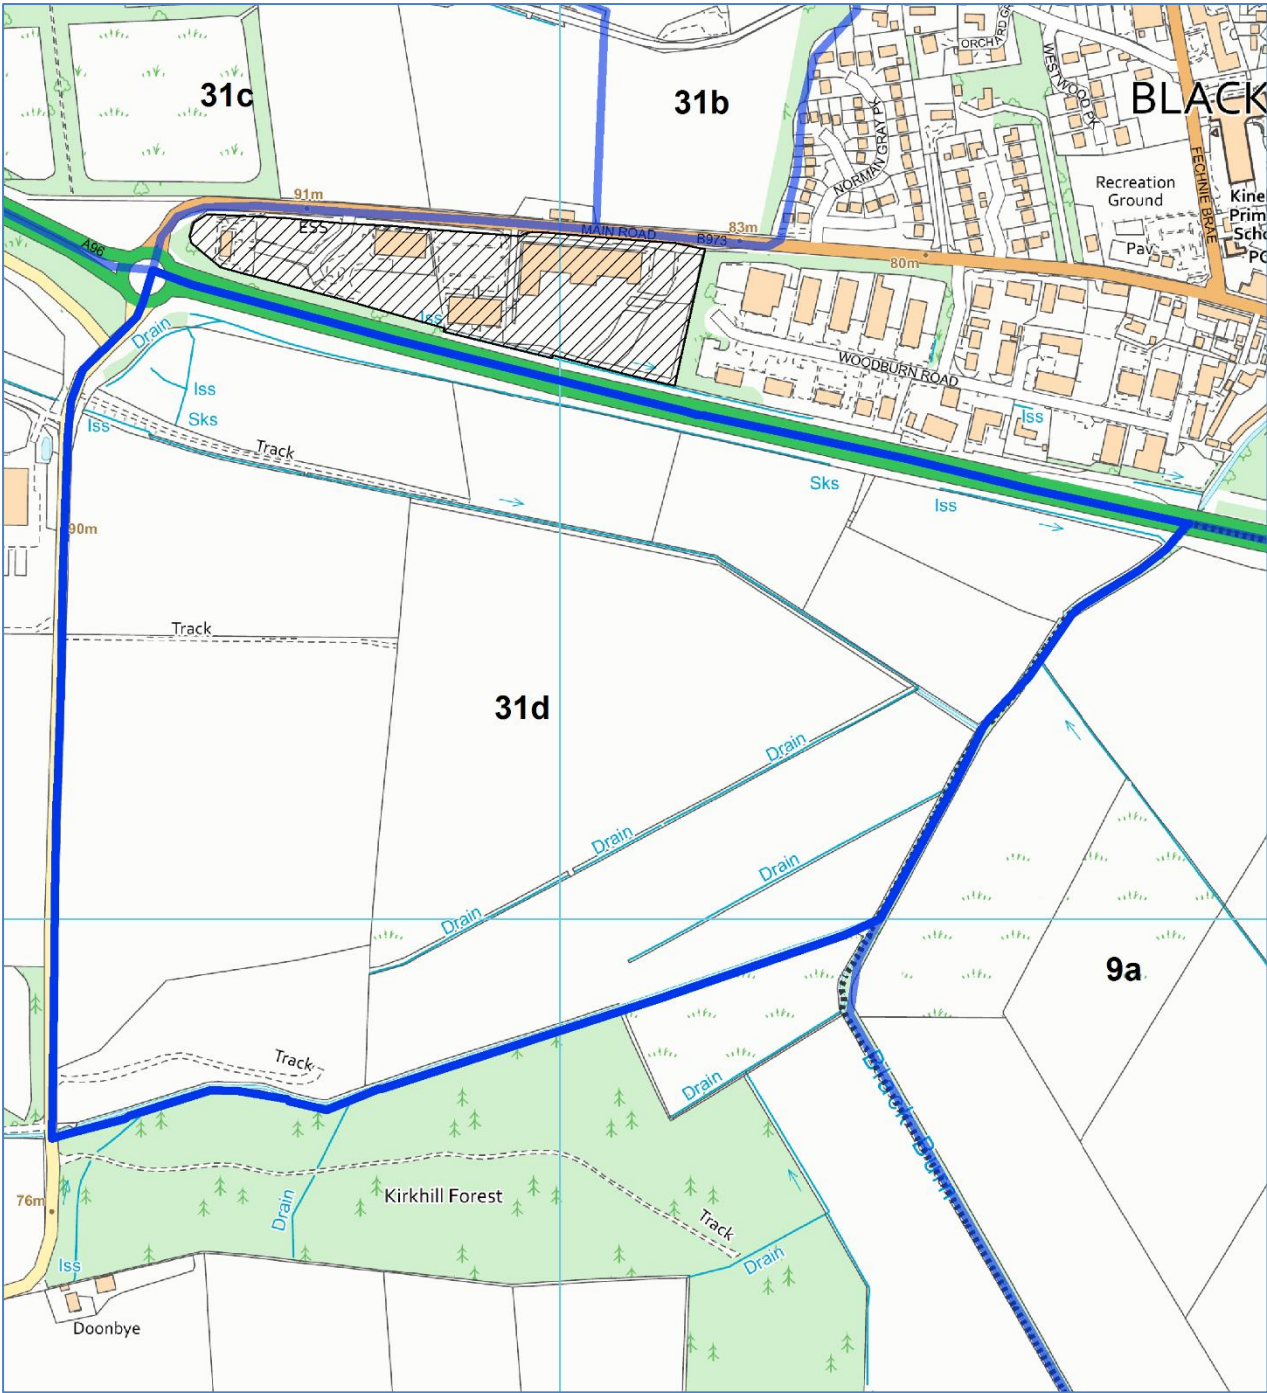 ORCHARD GR
WESTWOOD PK
31c
31b
BLACK
NORMAN GRAY PK
FECHNIE BRAE
Recreation
Ground
Kine
Prim
Scho
PO
91m
ESS
MAIN ROAD
B973
83m
Pav
80m
A96
Drain
Iss
Iss
WOODBURN ROAD
Sks
Iss
Iss
Track
Sks
Iss
90m
Track
31d
Drain
Drain
Drain
Drain
9a
Track
Drain
Black Burn
76m
Kirkhill Forest
Drain
Track
Drain
Iss
Doonbye